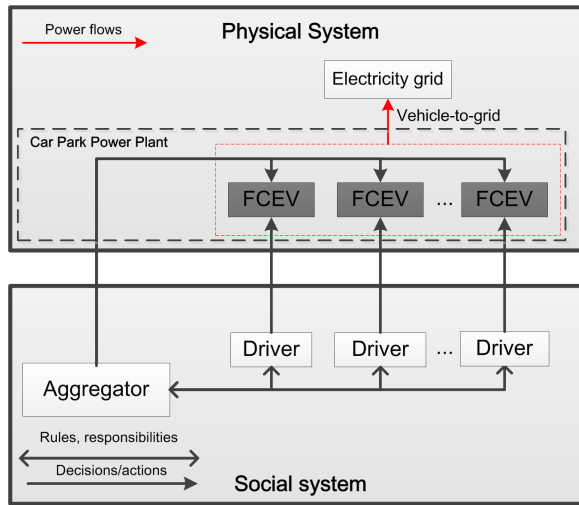 Power flows
Physical System
Electricity grid
Vehicle-to-grid
Car Park Power Plant
FCEV
FCEV
...
FCEV
Driver
Driver
...
Driver
Aggregator
Rules, responsibilities
Decisions/actions
Social system